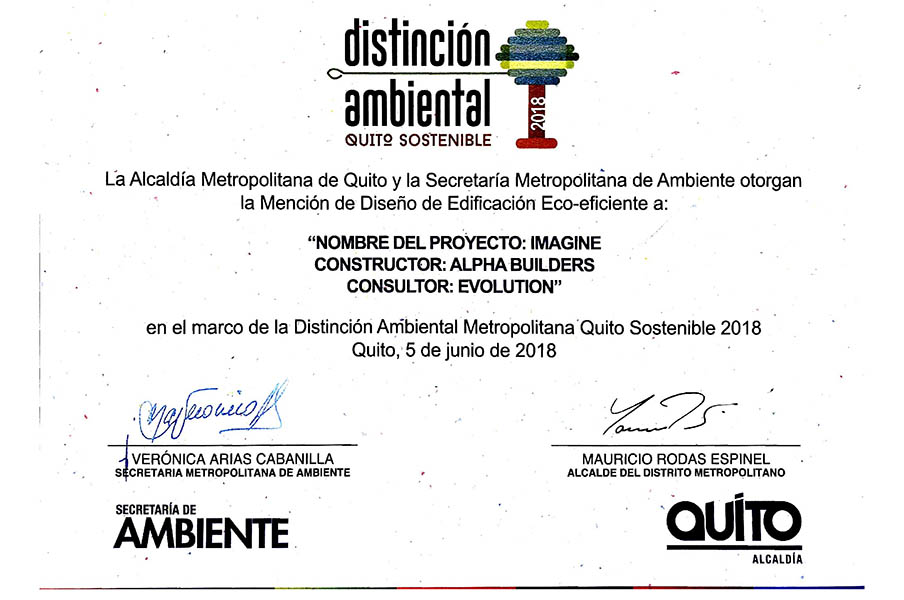 distinción
ambiental
QUITO SOSTENIBLE
2018
La Alcaldía Metropolitana de Quito y la Secretaría Metropolitana de Ambiente otorgan
la Mención de Diseño de Edificación Eco-eficiente a:
“NOMBRE DEL PROYECTO: IMAGINE
CONSTRUCTOR: ALPHA BUILDERS
CONSULTOR: EVOLUTION”
en el marco de la Distinción Ambiental Metropolitana Quito Sostenible 2018
Quito, 5 de junio de 2018
VERÓNICA ARIAS CABANILLA
SECRETARIA METROPOLITANA DE AMBIENTE
MAURICIO RODAS ESPINEL
ALCALDE DEL DISTRITO METROPOLITANO
SECRETARÍA DE
AMBIENTE
QUÍTO
ALCALDÍA